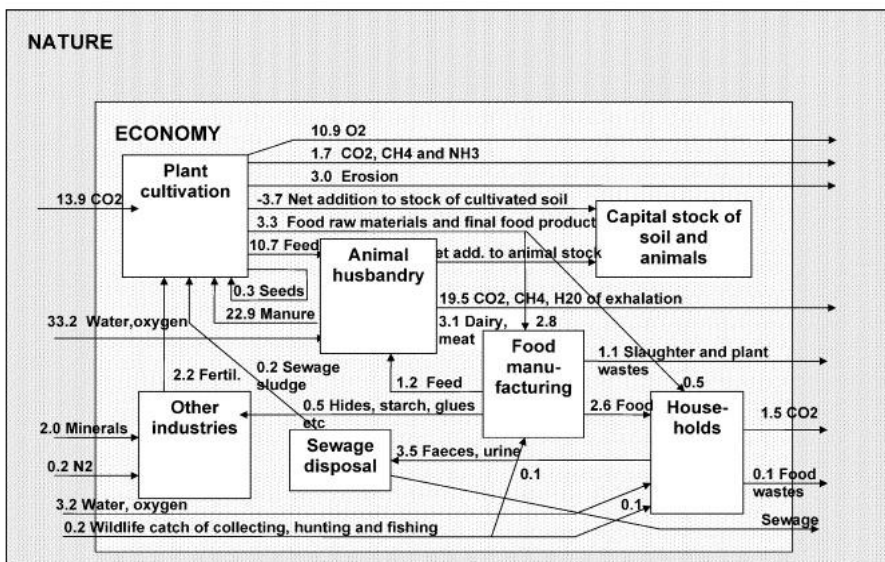 NATURE
ECONOMY
Plant
cultivation
10.9 O2
1.7 CO2, CH4 and NH3
3.0 Erosion
13.9 CO2
-3.7 Net addition to stock of cultivated soil
3.3 Food raw materials and final food product
Capital stock of
soil and
animals
10.7 Feed
Animal
husbandry
et add. to animal stock
0.3 Seeds
19.5 CO2, CH4, H20 of exhalation
22.9 Manure
33.2 Water,oxygen
3.1 Dairy,
meat
2.8
Food
manu-
facturing
1.1 Slaughter and plant
wastes
0.2 Sewage
sludge
2.2 Fertil.
1.2 Feed
0.5
Other
industries
0.5 Hides, starch, glues
etc
2.6 Food
House-
holds
1.5 CO2
2.0 Minerals
Sewage
disposal
3.5 Faeces, urine
0.2 N2
0.1
0.1 Food
wastes
3.2 Water, oxygen
0.1
0.2 Wildlife catch of collecting, hunting and fishing
Sewage